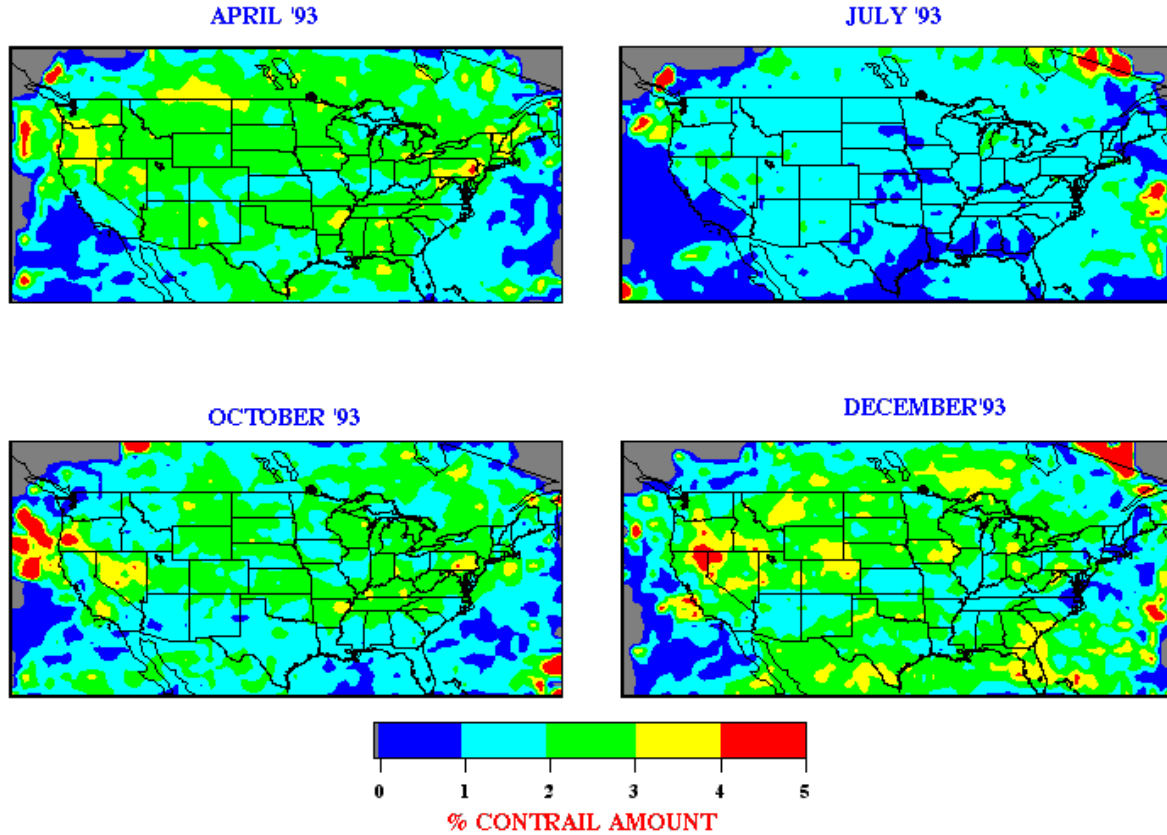 APRIL '93
JULY '93
OCTOBER '93
DECEMBER'93
0 1 2 3 4 5
% CONTRAIL AMOUNT